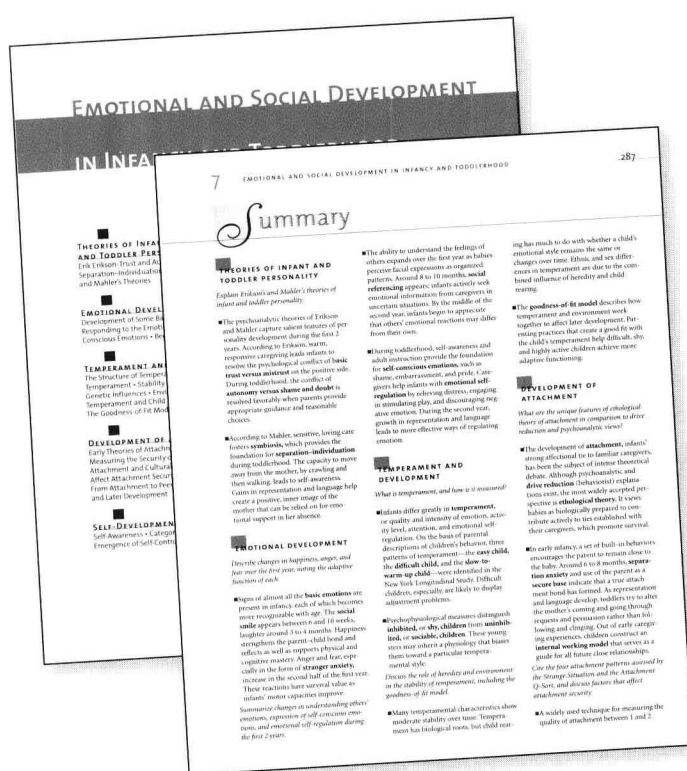 EMOTIONAL AND SOCIAL DEVELOPMENT
IN INFANCY AND TODDLERHOOD
THEORIES OF INFA
AND TODDLER PERS
Erik Erikson: Trust and Au
Separation–Individuation
and Mahler's Theories
EMOTIONAL DEVEL
Development of Some Ba
Responding to the Emoti
Conscious Emotions • Be
TEMPERAMENT AN
The Structure of Tempera
Temperament • Stability
Genetic Influences • Envi
Temperament and Child
The Goodness-of-Fit Mod
DEVELOPMENT OF A
Early Theories of Attachm
Measuring the Security o
Attachment and Cultura
Affect Attachment Secur
From Attachment to Pee
and Later Development
SELF-DEVELOPMEN
Self-Awareness • Categor
Emergence of Self-Contro
7 EMOTIONAL AND SOCIAL DEVELOPMENT IN INFANCY AND TODDLERHOOD 287
Summary
THEORIES OF INFANT AND
TODDLER PERSONALITY
Explain Erikson's and Mahler's theories of
infant and toddler personality.
■The psychoanalytic theories of Erikson
and Mahler capture salient features of per-
sonality development during the first 2
years. According to Erikson, warm,
responsive caregiving leads infants to
resolve the psychological conflict of basic
trust versus mistrust on the positive side.
During toddlerhood, the conflict of
autonomy versus shame and doubt is
resolved favorably when parents provide
appropriate guidance and reasonable
choices.
■According to Mahler, sensitive, loving care
fosters symbiosis, which provides the
foundation for separation–individuation
during toddlerhood. The capacity to move
away from the mother, by crawling and
then walking, leads to self-awareness.
Gains in representation and language help
create a positive, inner image of the
mother that can be relied on for emo-
tional support in her absence.
EMOTIONAL DEVELOPMENT
Describe changes in happiness, anger, and
fear over the first year, noting the adaptive
function of each.
■Signs of almost all the basic emotions are
present in infancy, each of which becomes
more recognizable with age. The social
smile appears between 6 and 10 weeks,
laughter around 3 to 4 months. Happiness
strengthens the parent–child bond and
reflects as well as supports physical and
cognitive mastery. Anger and fear, espe-
cially in the form of stranger anxiety,
increase in the second half of the first year.
These reactions have survival value as
infants' motor capacities improve.
Summarize changes in understanding others'
emotions, expression of self-conscious emo-
tions, and emotional self-regulation during
the first 2 years.
■The ability to understand the feelings of
others expands over the first year as babies
perceive facial expressions as organized
patterns. Around 8 to 10 months, social
referencing appears; infants actively seek
emotional information from caregivers in
uncertain situations. By the middle of the
second year, infants begin to appreciate
that others' emotional reactions may differ
from their own.
■During toddlerhood, self-awareness and
adult instruction provide the foundation
for self-conscious emotions, such as
shame, embarrassment, and pride. Care-
givers help infants with emotional self-
regulation by relieving distress, engaging
in stimulating play, and discouraging neg-
ative emotion. During the second year,
growth in representation and language
leads to more effective ways of regulating
emotion.
TEMPERAMENT AND
DEVELOPMENT
What is temperament, and how is it measured?
■Infants differ greatly in temperament,
or quality and intensity of emotion, activ-
ity level, attention, and emotional self-
regulation. On the basis of parental
descriptions of children's behavior, three
patterns of temperament—the easy child,
the difficult child, and the slow-to-
warm-up child—were identified in the
New York Longitudinal Study. Difficult
children, especially, are likely to display
adjustment problems.
■Psychophysiological measures distinguish
inhibited, or shy, children from uninhib-
ited, or sociable, children. These young-
sters may inherit a physiology that biases
them toward a particular tempera-
mental style.
Discuss the role of heredity and environment
in the stability of temperament, including the
goodness-of-fit model.
■Many temperamental characteristics show
moderate stability over time. Tempera-
ment has biological roots, but child rear-
ing has much to do with whether a child's
emotional style remains the same or
changes over time. Ethnic and sex differ-
ences in temperament are due to the com-
bined influence of heredity and child
rearing.
■The goodness-of-fit model describes how
temperament and environment work
together to affect later development. Par-
enting practices that create a good fit with
the child's temperament help difficult, shy,
and highly active children achieve more
adaptive functioning.
DEVELOPMENT OF
ATTACHMENT
What are the unique features of ethological
theory of attachment in comparison to drive
reduction and psychoanalytic views?
■The development of attachment, infants'
strong affectional tie to familiar caregivers,
has been the subject of intense theoretical
debate. Although psychoanalytic and
drive reduction (behaviorist) explana-
tions exist, the most widely accepted per-
spective is ethological theory. It views
babies as biologically prepared to con-
tribute actively to ties established with
their caregivers, which promote survival.
■In early infancy, a set of built-in behaviors
encourages the parent to remain close to
the baby. Around 6 to 8 months, separa-
tion anxiety and use of the parent as a
secure base indicate that a true attach-
ment bond has formed. As representation
and language develop, toddlers try to alter
the mother's coming and going through
requests and persuasion rather than fol-
lowing and clinging. Out of early caregiv-
ing experiences, children construct an
internal working model that serves as a
guide for all future close relationships.
Cite the four attachment patterns assessed by
the Strange Situation and the Attachment
Q-Sort, and discuss factors that affect
attachment security.
■A widely used technique for measuring the
quality of attachment between 1 and 2